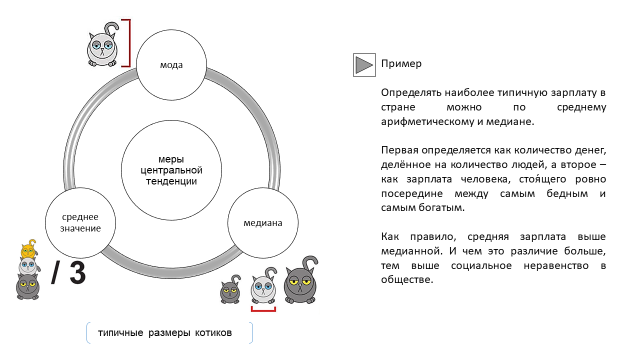 мода
меры
центральной
тенденции
среднее
значение
медиана
/ 3
типичные размеры котиков
Пример
Определять наиболее типичную зарплату в
стране можно по среднему
арифметическому и медиане.
Первая определяется как количество денег,
делённое на количество людей, а второе –
как зарплата человека, стоя́щего ровно
посередине между самым бедным и
самым богатым.
Как правило, средняя зарплата выше
медианной. И чем это различие больше,
тем выше социальное неравенство в
обществе.